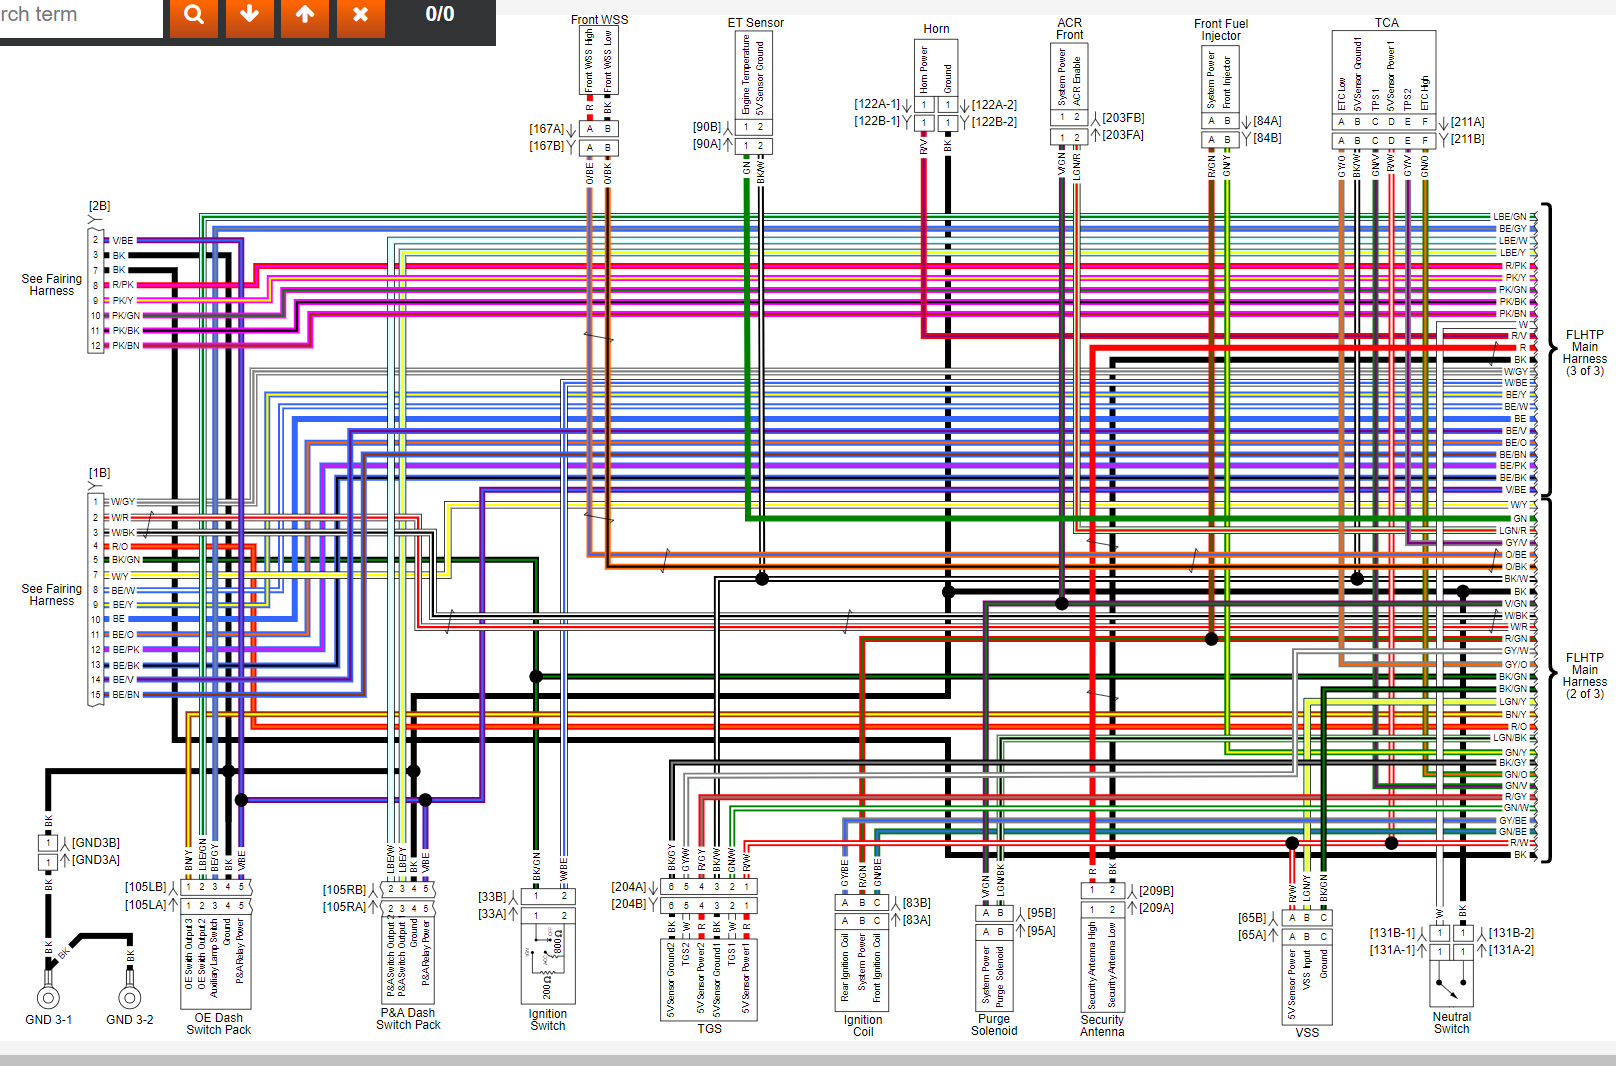 rch term
0/0
Front WSS
ET Sensor
Horn
ACR
Front
Front Fuel
Injector
TCA
Front WSS High
Front WSS Low
Engine Temperature
5V Sensor Ground
Horn Power
Ground
System Power
ACR Enable
System Power
Front Injector
ETC Low
5V Sensor Ground1
TPS1
5V Sensor Power1
TPS2
ETC High
R
BK
[167A]
A B
[167B]
A B
[90B]
1 2
[90A]
1 2
[122A-1]
1 1
[122A-2]
[122B-1]
1 1
[122B-2]
1 2
[203FB]
1 2
[203FA]
A B
[84A]
A B
[84B]
A B C D E F
[211A]
A B C D E F
[211B]
O/BE
O/BK
GN
BK/W
R/V
BK
V/GN
LGN/R
R/GN
GN/Y
GY/O
BK/W
GN/V
R/W
GY/V
GN/O
[2B]
2 V/BE
3 BK
7 BK
8 R/PK
9 PK/Y
10 PK/GN
11 PK/BK
12 PK/BN
See Fairing
Harness
[1B]
1 W/GY
2 W/R
3 W/BK
4 R/O
5 BK/GN
7 W/Y
8 BE/W
9 BE/Y
10 BE
11 BE/O
12 BE/PK
13 BE/BK
14 BE/V
15 BE/BN
See Fairing
Harness
LBE/GN
BE/GY
LBE/W
LBE/Y
R/PK
PK/Y
PK/GN
PK/BK
PK/BN
W
R/V
R
BK
W/GY
W/BE
BE/Y
BE/W
BE
BE/V
BE/O
BE/BN
BE/PK
BE/BK
V/BE
FLHTP
Main
Harness
(3 of 3)
W/Y
GN
LGN/R
GY/V
O/BE
O/BK
BK/W
BK
V/GN
W/BK
W/R
R/GN
GY/W
GY/O
BK/GN
BK/GN
LGN/Y
BN/Y
R/O
LGN/BK
GN/Y
BK/GY
GN/O
GN/V
R/GY
GN/W
GY/BE
GN/BE
R/W
BK
FLHTP
Main
Harness
(2 of 3)
BK
1
[GND3B]
1
[GND3A]
BK
BK
BK
BK
GND 3-1
GND 3-2
BN/Y
LBE/GN
BE/GY
BK
V/BE
[105LB]
1 2 3 4 5
[105LA]
1 2 3 4 5
OE Switch Output 3
OE Switch Output 2
Auxiliary Lamp Switch
Ground
P&A Relay Power
OE Dash
Switch Pack
LBE/W
LBE/Y
BK
V/BE
[105RB]
2 3 4 5
[105RA]
2 3 4 5
P&A Switch Output 2
P&A Switch Output 1
Ground
P&A Relay Power
P&A Dash
Switch Pack
BK/GN
W/BE
[33B]
1 2
[33A]
1 2
IGN
OFF
ACC
800Ω
200Ω
Ignition
Switch
BK/GY
GY/W
R/GY
BK/W
GN/W
R/W
[204A]
6 5 4 3 2 1
[204B]
6 5 4 3 2 1
BK
W
R
BK
W
R
5V Sensor Ground2
TGS2
5V Sensor Power2
5V Sensor Ground1
TGS1
5V Sensor Power1
TGS
GY/BE
R/GN
GN/BE
A B C
[83B]
A B C
[83A]
Rear Ignition Coil
System Power
Front Ignition Coil
Ignition
Coil
V/GN
LGN/BK
A B
[95B]
A B
[95A]
System Power
Purge Solenoid
Purge
Solenoid
R
BK
1 2
[209B]
1 2
[209A]
Security Antenna High
Security Antenna Low
Security
Antenna
R/W
LGN/Y
BK/GN
[65B]
A B C
[65A]
A B C
5V Sensor Power
VSS Input
Ground
VSS
W
BK
[131B-1]
1 1
[131B-2]
[131A-1]
1 1
[131A-2]
Neutral
Switch